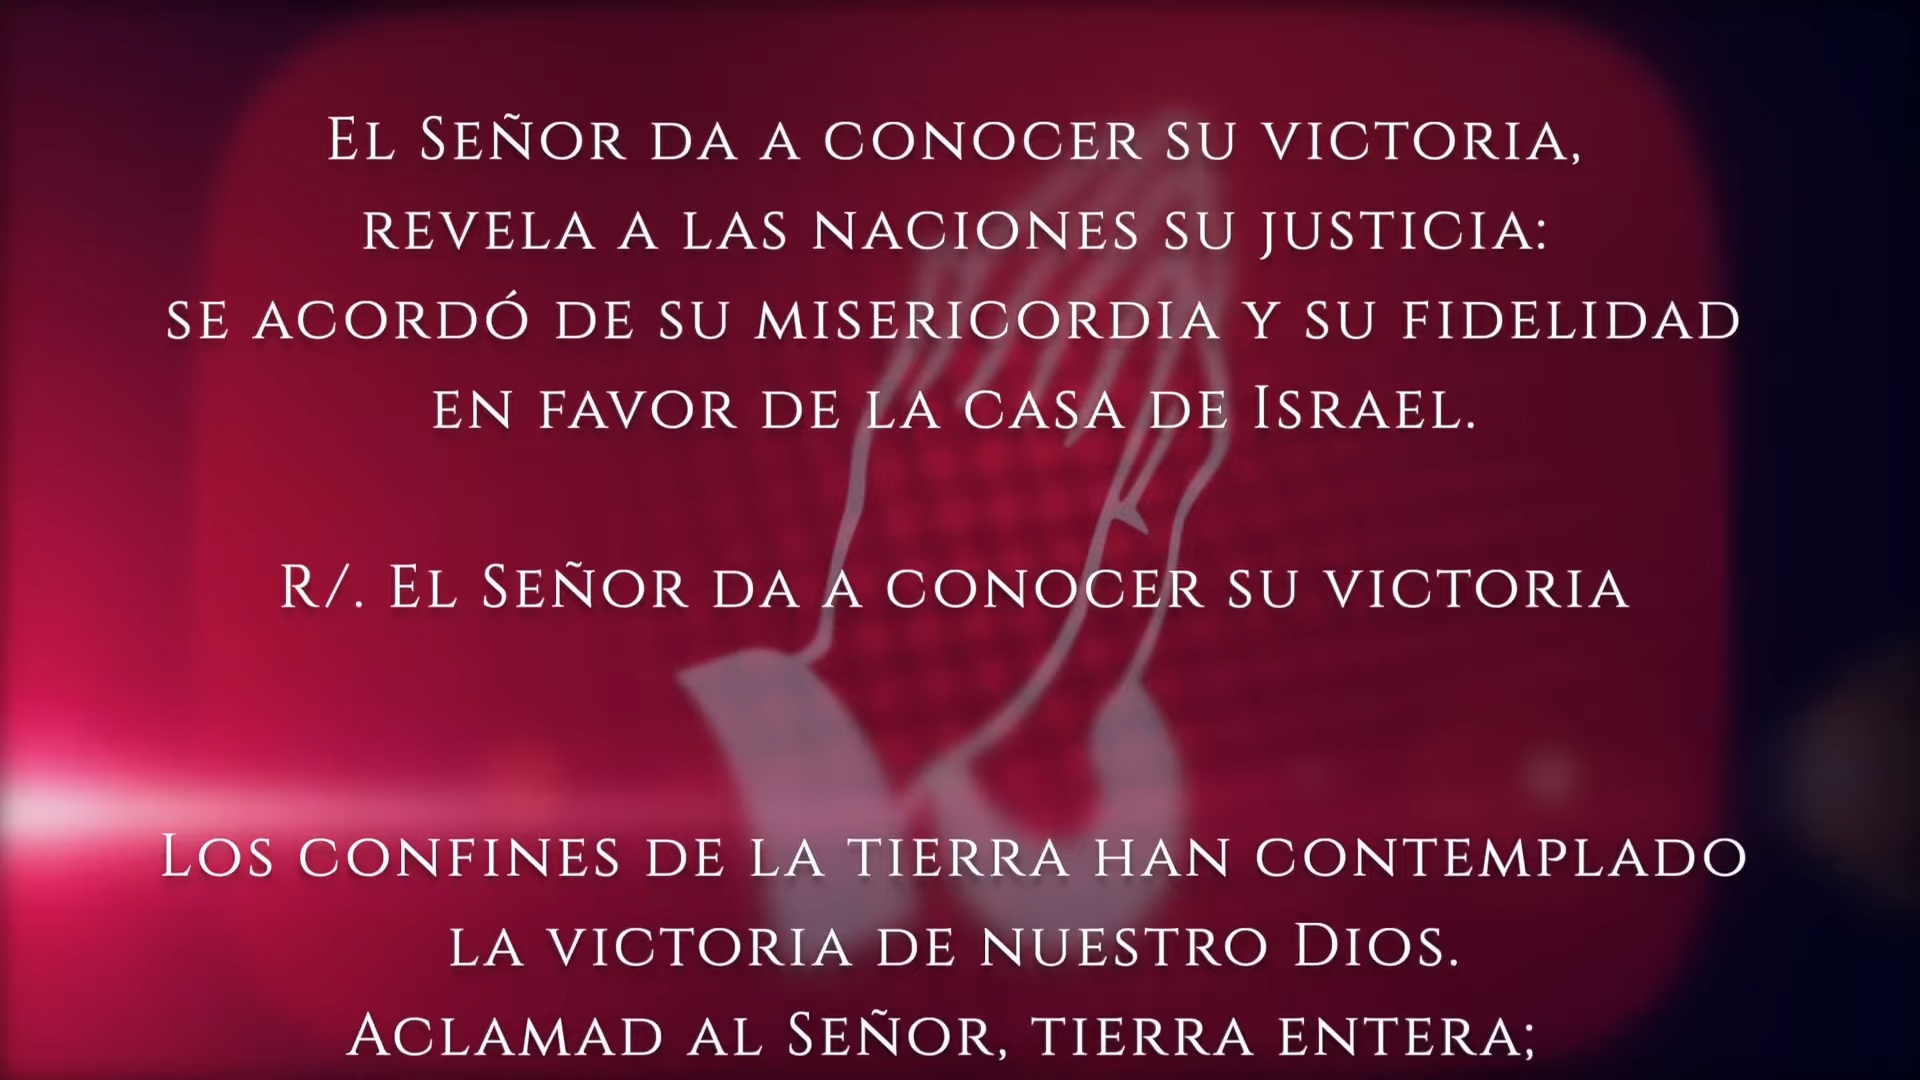 El Señor da a conocer su victoria,
revela a las naciones su justicia:
se acordó de su misericordia y su fidelidad
en favor de la casa de Israel.
R/. El Señor da a conocer su victoria
Los confines de la tierra han contemplado
la victoria de nuestro Dios.
Aclamad al Señor, tierra entera;